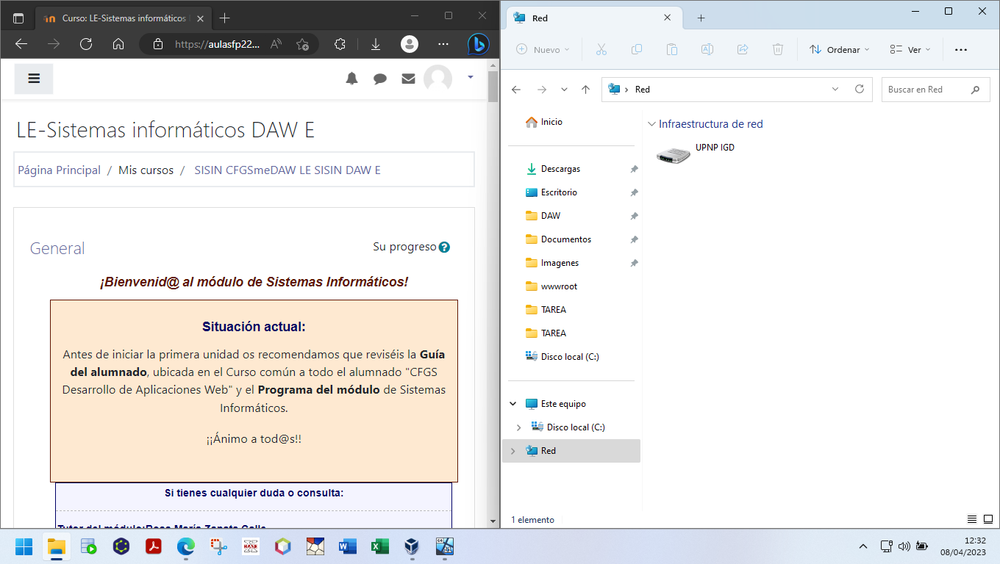 Curso: LE-Sistemas informáticos
https://aulasfp22...
LE-Sistemas informáticos DAW E
Página Principal / Mis cursos / SISIN CFGSmeDAW LE SISIN DAW E
General
Su progreso
¡Bienvenid@ al módulo de Sistemas Informáticos!
Situación actual:
Antes de iniciar la primera unidad os recomendamos que reviséis la Guía
del alumnado, ubicada en el Curso común a todo el alumnado "CFGS
Desarrollo de Aplicaciones Web" y el Programa del módulo de Sistemas
Informáticos.
¡¡Ánimo a tod@s!!
Si tienes cualquier duda o consulta:
Red
Nuevo
Ordenar
Ver
Red
Buscar en Red
Inicio
Descargas
Escritorio
DAW
Documentos
Imagenes
wwwroot
TAREA
TAREA
Disco local (C:)
Este equipo
Disco local (C:)
Red
Infraestructura de red
UPNP IGD
1 elemento
12:32
08/04/2023